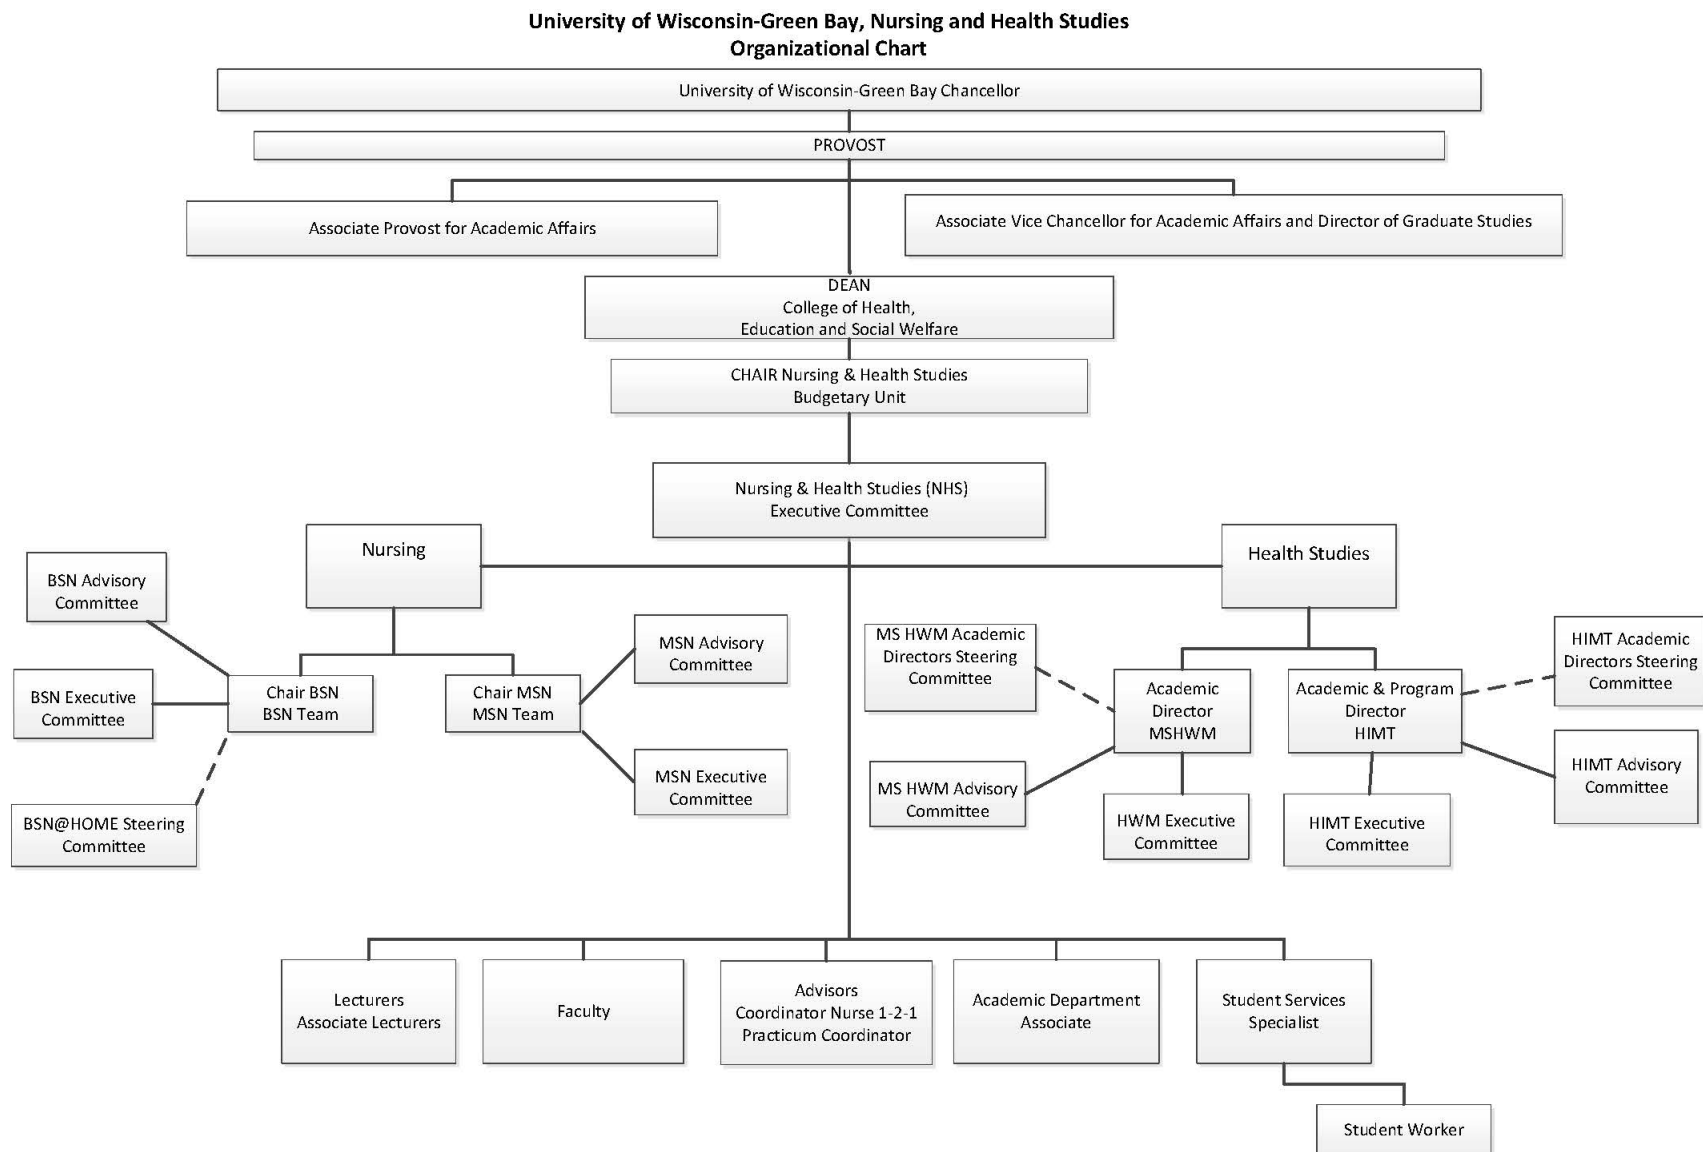 University of Wisconsin-Green Bay, Nursing and Health Studies
Organizational Chart
University of Wisconsin-Green Bay Chancellor
PROVOST
Associate Provost for Academic Affairs
Associate Vice Chancellor for Academic Affairs and Director of Graduate Studies
DEAN
College of Health,
Education and Social Welfare
CHAIR Nursing & Health Studies
Budgetary Unit
Nursing & Health Studies (NHS)
Executive Committee
Nursing
Health Studies
BSN Advisory
Committee
BSN Executive
Committee
BSN@HOME Steering
Committee
Chair BSN
BSN Team
Chair MSN
MSN Team
MSN Advisory
Committee
MSN Executive
Committee
MS HWM Academic
Directors Steering
Committee
MS HWM Advisory
Committee
Academic
Director
MSHWM
HWM Executive
Committee
Academic & Program
Director
HIMT
HIMT Executive
Committee
HIMT Academic
Directors Steering
Committee
HIMT Advisory
Committee
Lecturers
Associate Lecturers
Faculty
Advisors
Coordinator Nurse 1-2-1
Practicum Coordinator
Academic Department
Associate
Student Services
Specialist
Student Worker